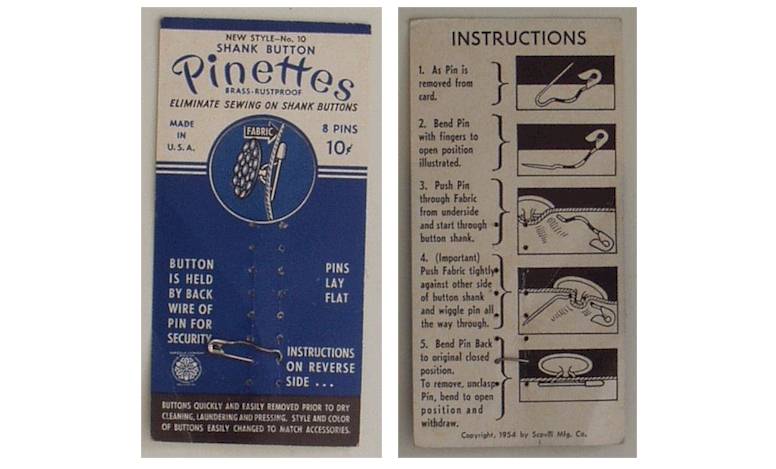 NEW STYLE-No. 10
SHANK BUTTON
Pinettes
BRASS-RUSTPROOF
ELIMINATE SEWING ON SHANK BUTTONS
MADE
IN
U.S.A.
FABRIC
8 PINS
10¢
BUTTON
IS HELD
BY BACK
WIRE OF
PIN FOR
SECURITY
PINS
LAY
FLAT
INSTRUCTIONS
ON REVERSE
SIDE ...
BUTTONS QUICKLY AND EASILY REMOVED PRIOR TO DRY
CLEANING, LAUNDERING AND PRESSING. STYLE AND COLOR
OF BUTTONS EASILY CHANGED TO MATCH ACCESSORIES.
INSTRUCTIONS
1. As Pin is
removed from
card.
2. Bend Pin
with fingers to
open position
illustrated.
3. Push Pin
through Fabric
from underside
and start through
button shank.
4. (Important)
Push Fabric tightly
against other side
of button shank
and wiggle pin all
the way through.
5. Bend Pin Back
to original closed
position.
To remove, unclasp
Pin, bend to open
position and
withdraw.
Copyright, 1954 by Scovill Mfg. Co.